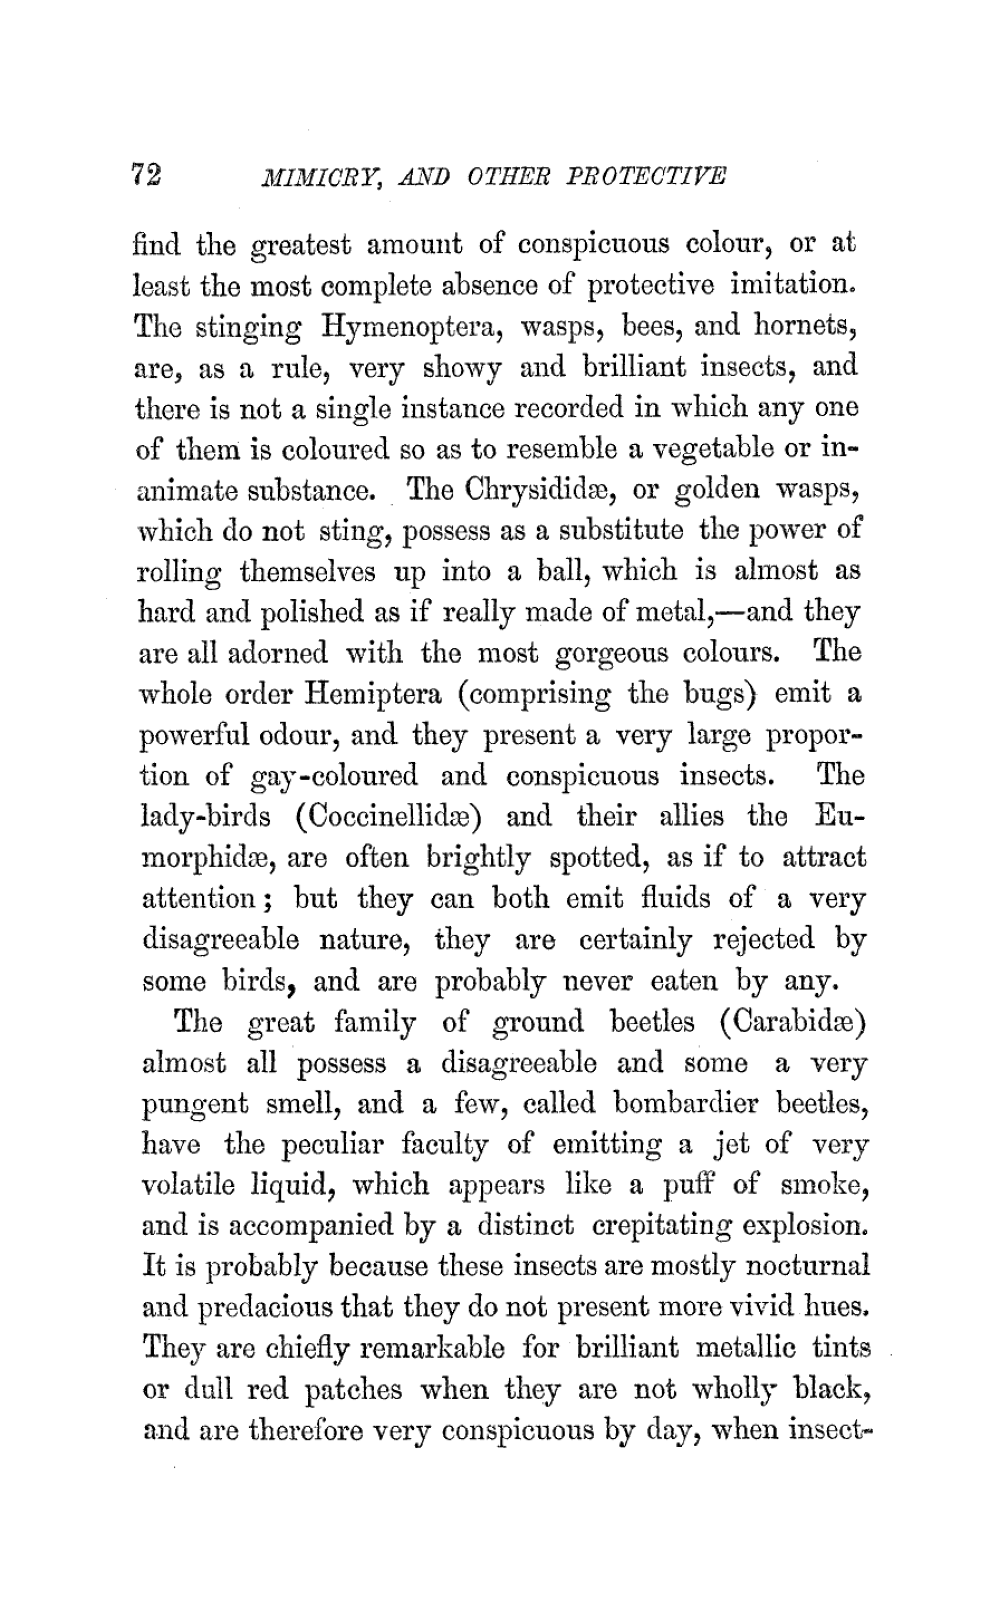 72 MIMICRY, AND OTHER PROTECTIVE
find the greatest amount of conspicuous colour, or at
least the most complete absence of protective imitation.
The stinging Hymenoptera, wasps, bees, and hornets,
are, as a rule, very showy and brilliant insects, and
there is not a single instance recorded in which any one
of them is coloured so as to resemble a vegetable or in-
animate substance. The Chrysididæ, or golden wasps,
which do not sting, possess as a substitute the power of
rolling themselves up into a ball, which is almost as
hard and polished as if really made of metal,—and they
are all adorned with the most gorgeous colours. The
whole order Hemiptera (comprising the bugs) emit a
powerful odour, and they present a very large propor-
tion of gay-coloured and conspicuous insects. The
lady-birds (Coccinellidæ) and their allies the Eu-
morphidæ, are often brightly spotted, as if to attract
attention; but they can both emit fluids of a very
disagreeable nature, they are certainly rejected by
some birds, and are probably never eaten by any.
The great family of ground beetles (Carabidæ)
almost all possess a disagreeable and some a very
pungent smell, and a few, called bombardier beetles,
have the peculiar faculty of emitting a jet of very
volatile liquid, which appears like a puff of smoke,
and is accompanied by a distinct crepitating explosion.
It is probably because these insects are mostly nocturnal
and predacious that they do not present more vivid hues.
They are chiefly remarkable for brilliant metallic tints
or dull red patches when they are not wholly black,
and are therefore very conspicuous by day, when insect-